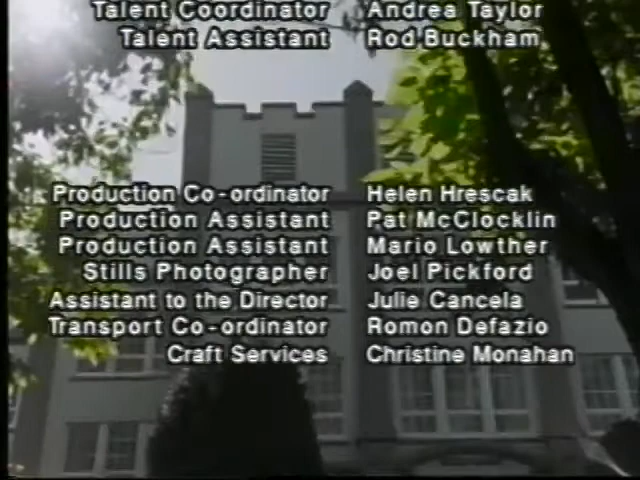 Talent Coordinator Andrea Taylor
Talent Assistant Rod Buckham
Production Co-ordinator Helen Hrescak
Production Assistant Pat McClocklin
Production Assistant Mario Lowther
Stills Photographer Joel Pickford
Assistant to the Director Julie Cancela
Transport Co-ordinator Romon Defazio
Craft Services Christine Monahan